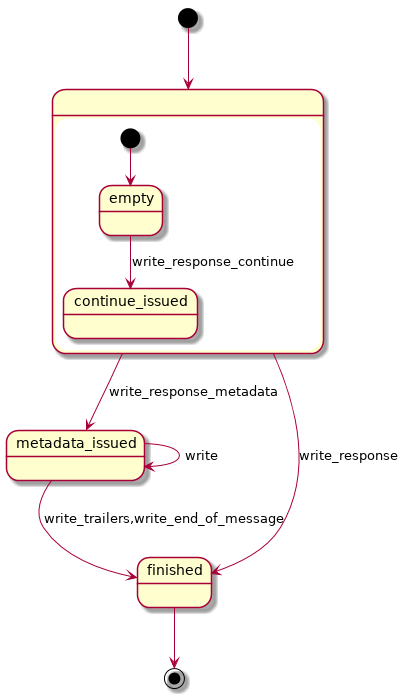 empty
write_response_continue
continue_issued
write_response_metadata
metadata_issued
write
write_response
write_trailers,write_end_of_message
finished